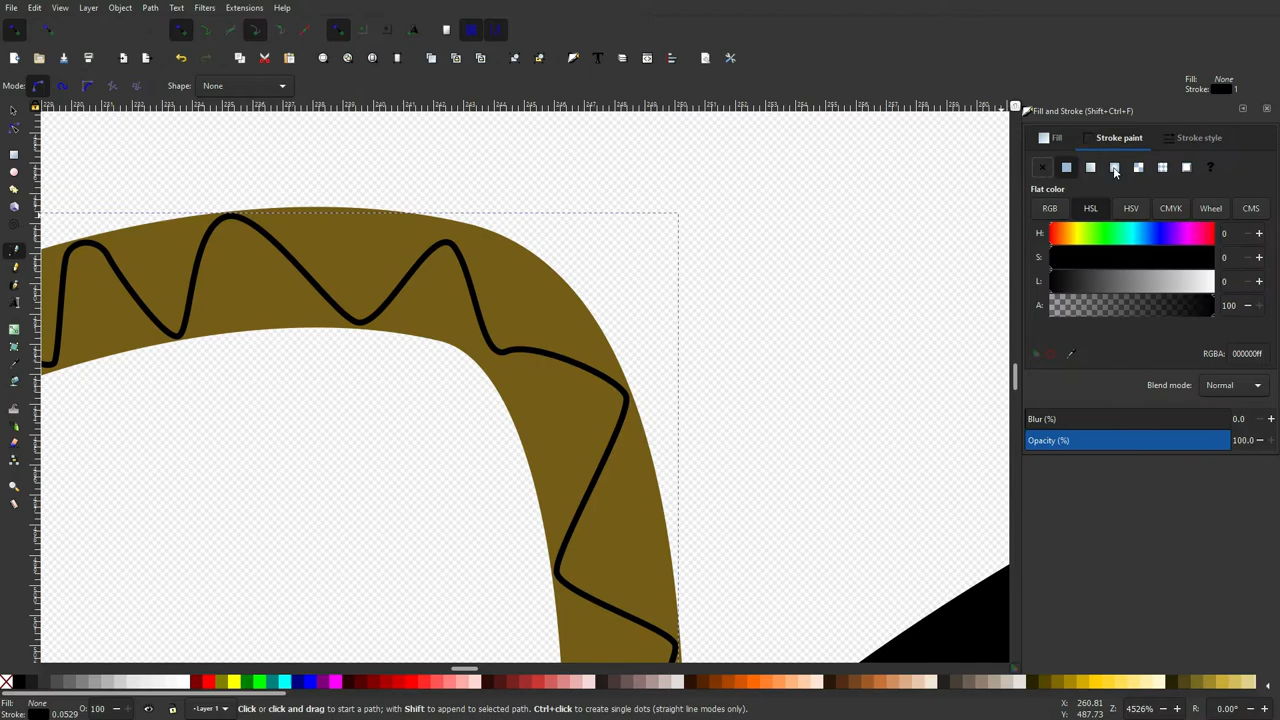 File Edit View Layer Object Path Text Filters Extensions Help
Mode: Shape: None
Fill: None
Stroke: 1
Fill and Stroke (Shift+Ctrl+F)
Fill Stroke paint Stroke style
Flat color
RGB HSL HSV CMYK Wheel CMS
H: 0
S: 0
L: 0
A: 100
RGBA: 000000ff
Blend mode: Normal
Blur (%) 0.0
Opacity (%) 100.0
Fill: None
Stroke: 0.0529
O: 100
Layer 1
Click or click and drag to start a path; with Shift to append to selected path. Ctrl+click to create single dots (straight line modes only).
X: 260.81
Y: 487.73
Z: 4526%
R: 0.00°